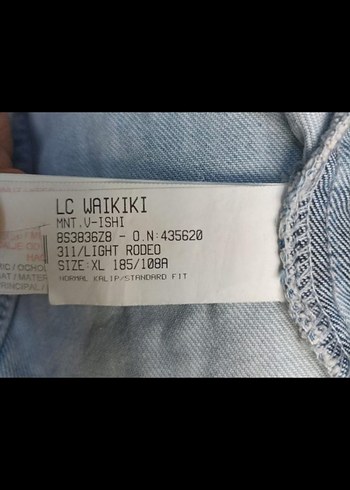 LC WAIKIKI
MNT.V-ISHI
8S3836Z8 - O.N:435620
311/LIGHT RODEO
SIZE:XL 185/108A
NORMAL KALIP/STANDARD FIT